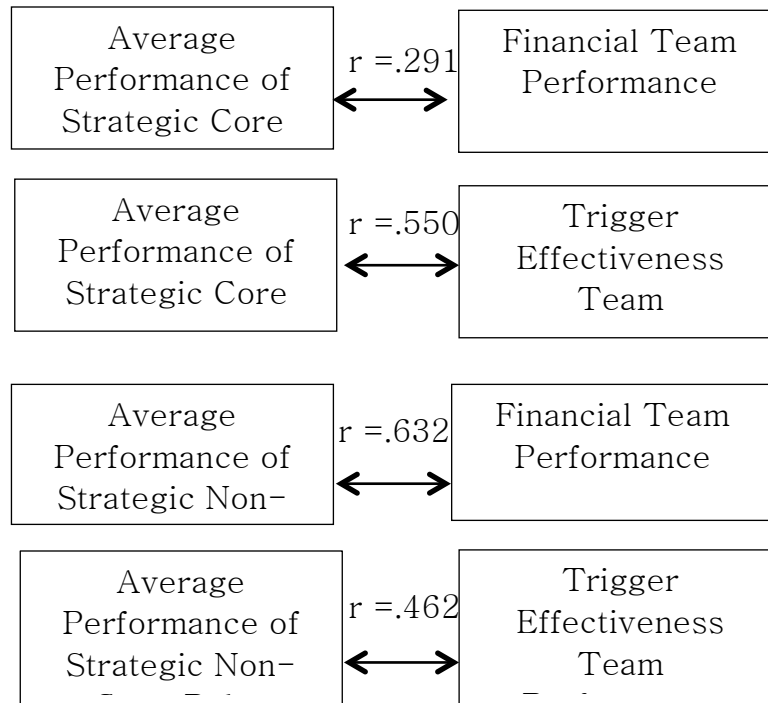 Average
Performance of
Strategic Core
r =.291
Financial Team
Performance
Average
Performance of
Strategic Core
r =.550
Trigger
Effectiveness
Team
Average
Performance of
Strategic Non-
r =.632
Financial Team
Performance
Average
Performance of
Strategic Non-
r =.462
Trigger
Effectiveness
Team